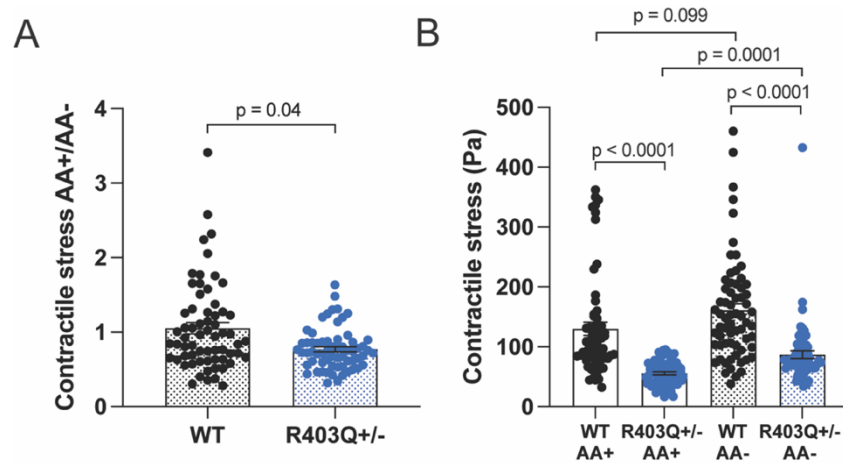 A
Contractile stress AA+/AA-
4
3
2
1
0
p = 0.04
WT
R403Q+/-
B
Contractile stress (Pa)
500
400
300
200
100
0
p = 0.099
p = 0.0001
p < 0.0001
p < 0.0001
WT
AA+
R403Q+/-
AA+
WT
AA-
R403Q+/-
AA-